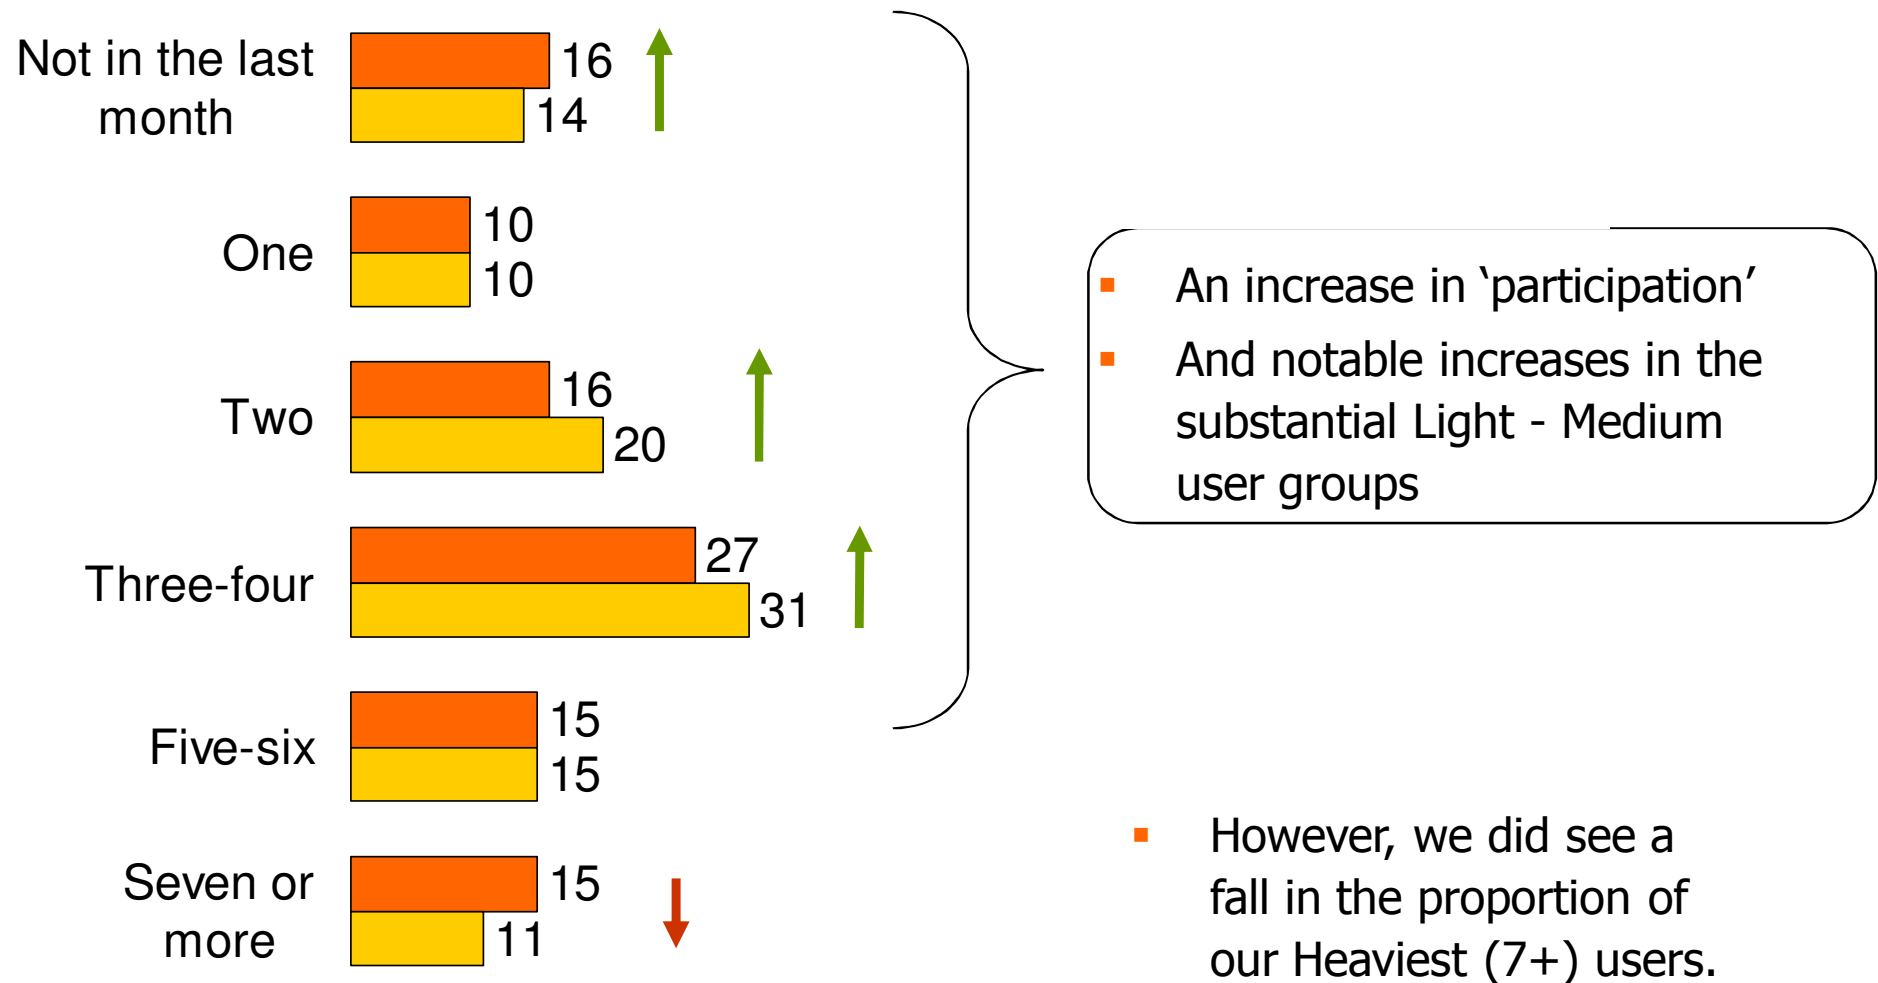 Not in the last
month
16
14
One
10
10
Two
16
20
Three-four
27
31
Five-six
15
15
Seven or
more
15
11
▪ An increase in ‘participation’
▪ And notable increases in the
substantial Light - Medium
user groups
▪ However, we did see a
fall in the proportion of
our Heaviest (7+) users.